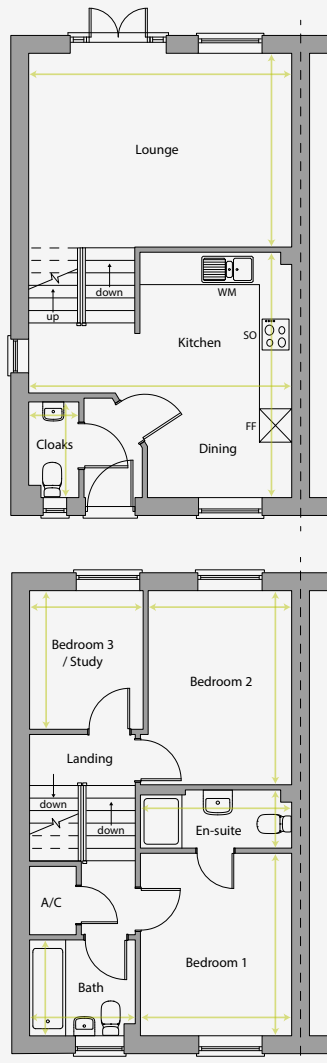 Lounge
down
up
WM
SO
Kitchen
FF
Cloaks
Dining
Bedroom 3
/ Study
Bedroom 2
Landing
down
down
En-suite
A/C
Bedroom 1
Bath